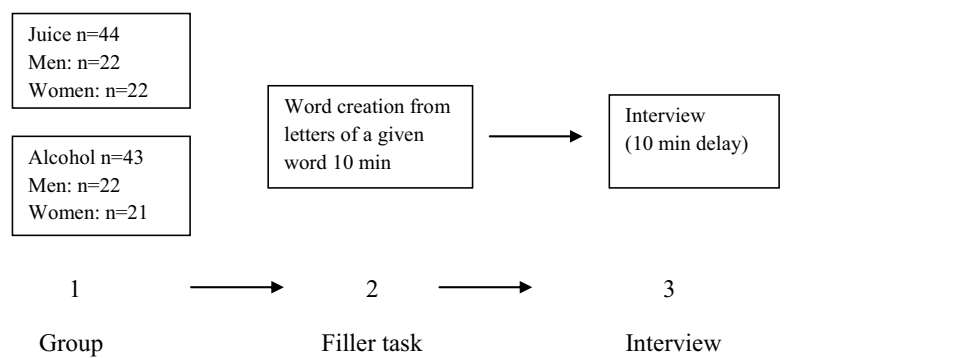 Juice n=44
Men: n=22
Women: n=22
Alcohol n=43
Men: n=22
Women: n=21
Word creation from
letters of a given
word 10 min
Interview
(10 min delay)
1
2
3
Group
Filler task
Interview